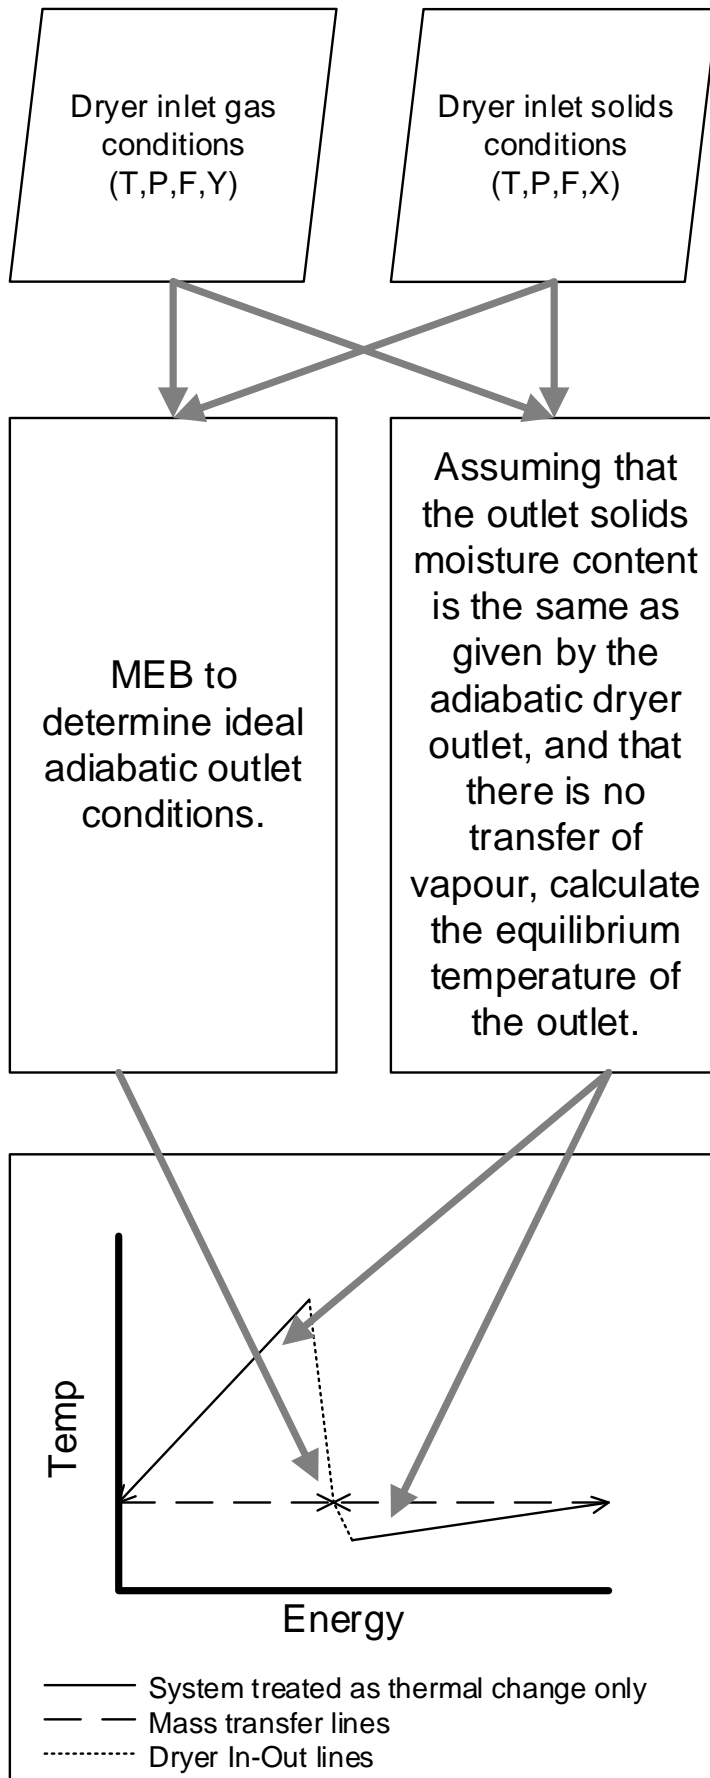 Dryer inlet gas
conditions
(T,P,F,Y)
Dryer inlet solids
conditions
(T,P,F,X)
MEB to
determine ideal
adiabatic outlet
conditions.
Assuming that
the outlet solids
moisture content
is the same as
given by the
adiabatic dryer
outlet, and that
there is no
transfer of
vapour, calculate
the equilibrium
temperature of
the outlet.
Temp
Energy
System treated as thermal change only
Mass transfer lines
Dryer In-Out lines